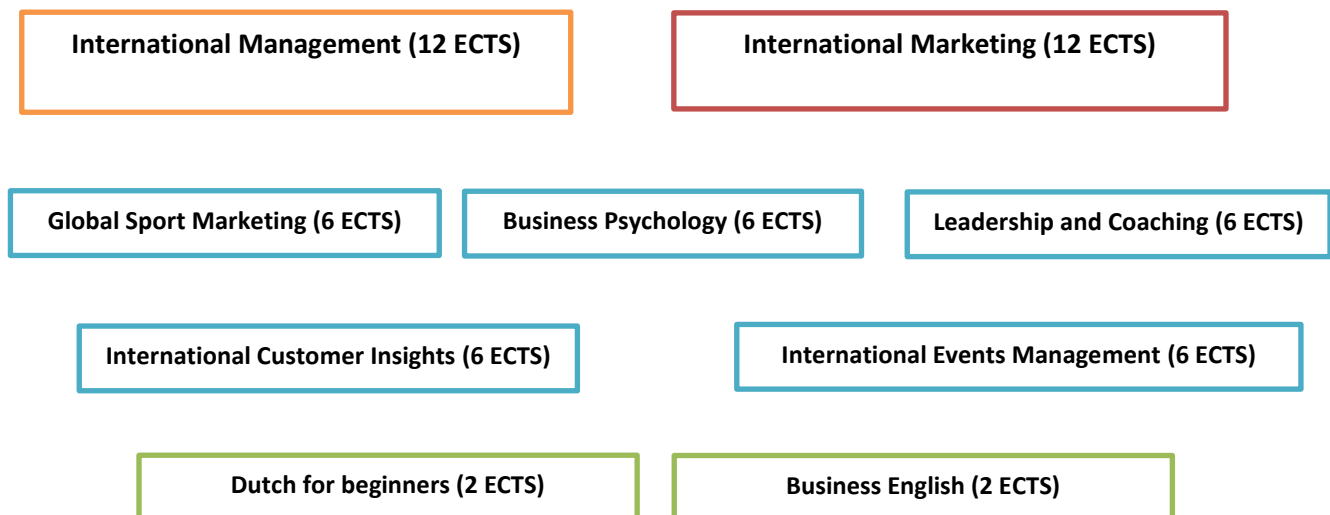 International Management (12 ECTS)
International Marketing (12 ECTS)
Global Sport Marketing (6 ECTS)
Business Psychology (6 ECTS)
Leadership and Coaching (6 ECTS)
International Customer Insights (6 ECTS)
International Events Management (6 ECTS)
Dutch for beginners (2 ECTS)
Business English (2 ECTS)